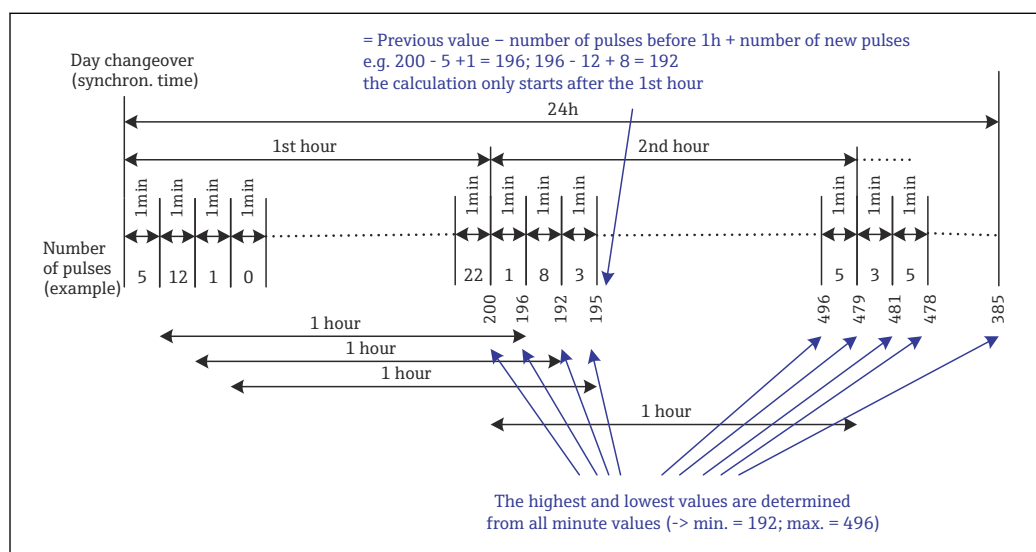 = Previous value – number of pulses before 1h + number of new pulses
e.g. 200 - 5 +1 = 196; 196 - 12 + 8 = 192
the calculation only starts after the 1st hour
Day changeover
(synchron. time)
24h
1st hour
2nd hour
1min
1min
1min
1min
1min
1min
1min
1min
1min
1min
1min
Number
of pulses
(example)
5
12
1
0
22
1
8
3
5
3
5
200
196
192
195
496
479
481
478
385
1 hour
1 hour
1 hour
1 hour
The highest and lowest values are determined
from all minute values (-> min. = 192; max. = 496)